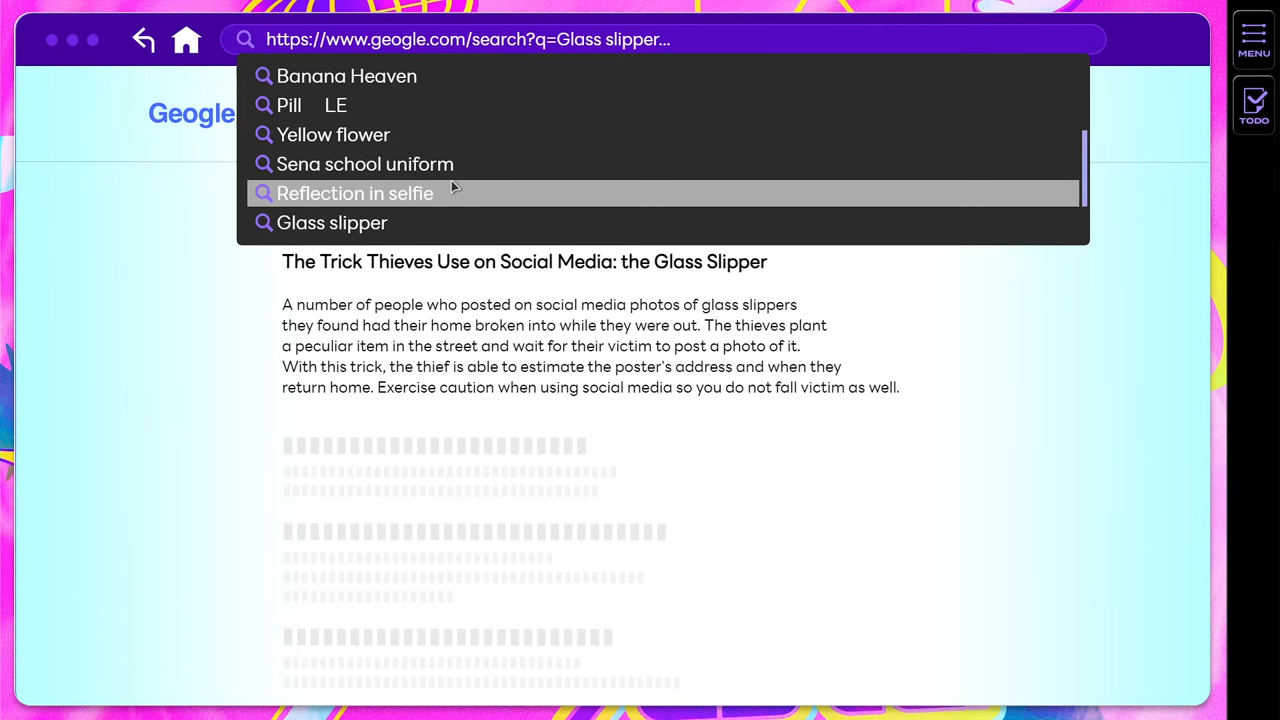 https://www.geogle.com/search?q=Glass slipper...
MENU
TODO
Banana Heaven
Pill LE
Yellow flower
Sena school uniform
Reflection in selfie
Glass slipper
Geogle
The Trick Thieves Use on Social Media: the Glass Slipper
A number of people who posted on social media photos of glass slippers
they found had their home broken into while they were out. The thieves plant
a peculiar item in the street and wait for their victim to post a photo of it.
With this trick, the thief is able to estimate the poster's address and when they
return home. Exercise caution when using social media so you do not fall victim as well.